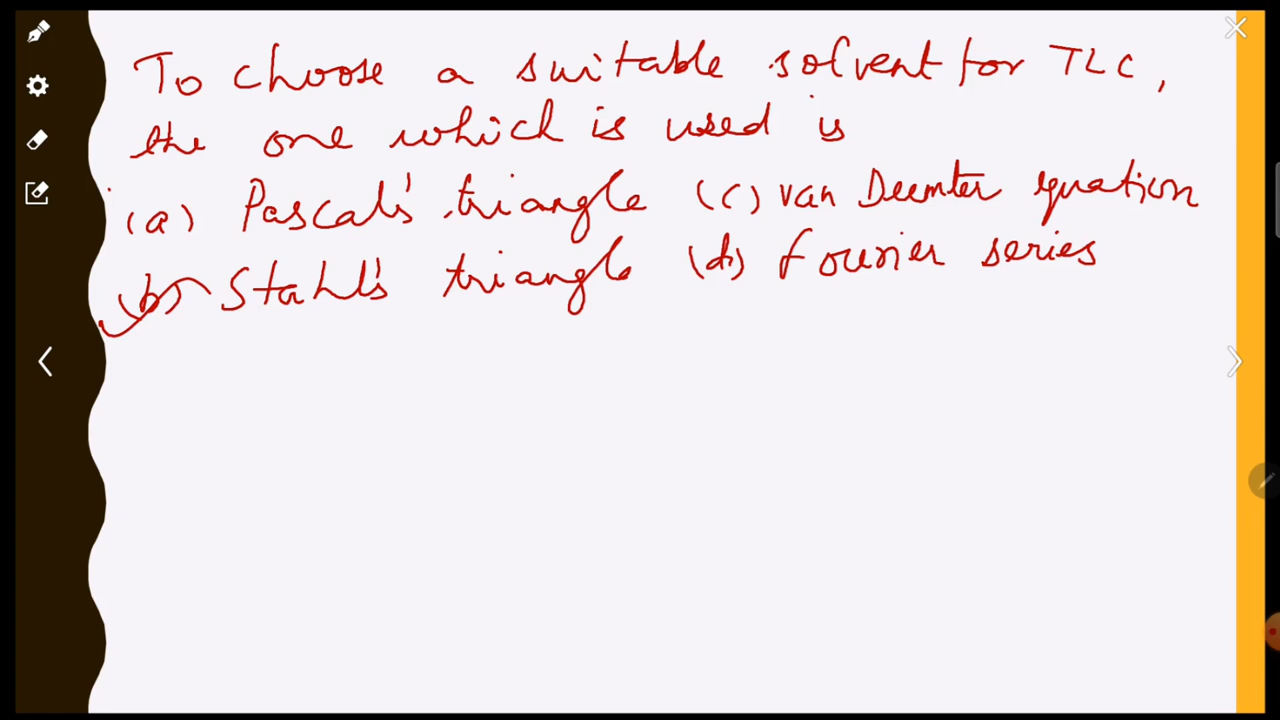 To choose a suitable solvent for TLC,
the one which is used is
(a) Pascal's triangle (c) van Deemter equation
(b) Stahl's triangle (d) Fourier series